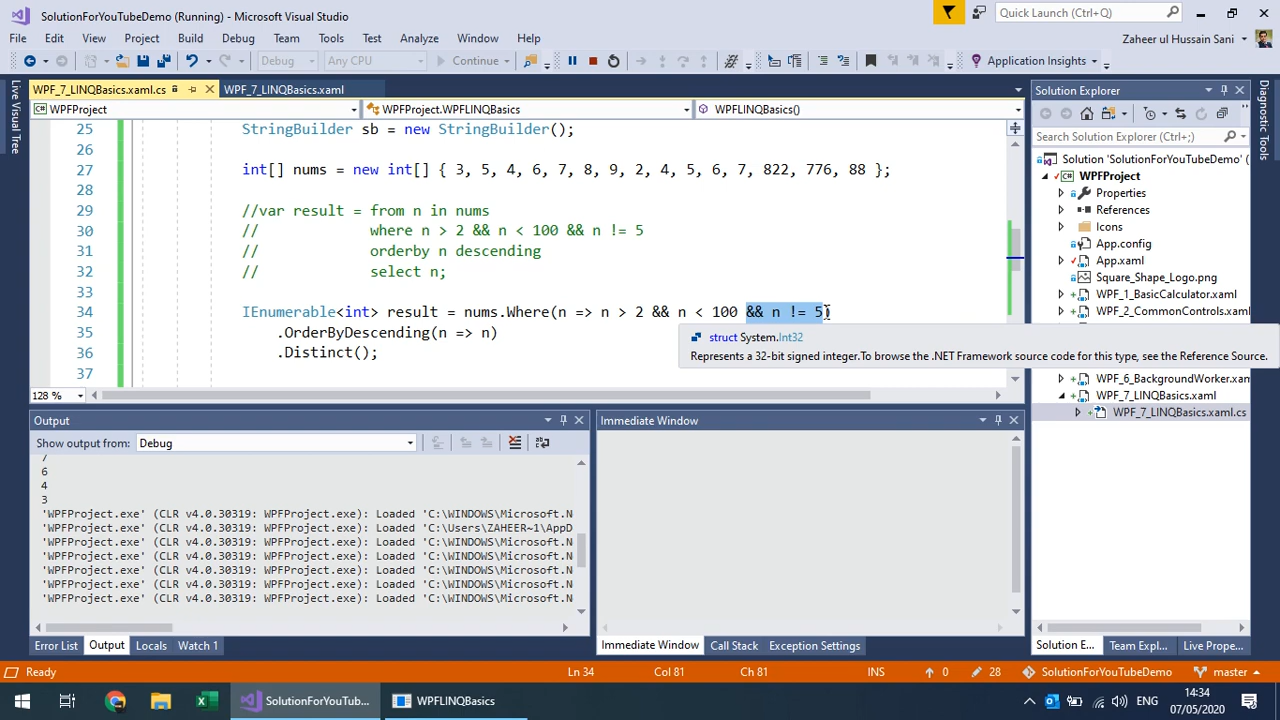 SolutionForYouTubeDemo (Running) - Microsoft Visual Studio
Quick Launch (Ctrl+Q)
File Edit View Project Build Debug Team Tools Test Analyze Window Help
Zaheer ul Hussain Sani
Debug Any CPU Continue Application Insights
Live Visual Tree
WPF_7_LINQBasics.xaml.cs WPF_7_LINQBasics.xaml
WPFProject WPFProject.WPFLINQBasics WPFLINQBasics()
25 StringBuilder sb = new StringBuilder();
26
27 int[] nums = new int[] { 3, 5, 4, 6, 7, 8, 9, 2, 4, 5, 6, 7, 822, 776, 88 };
28
29 //var result = from n in nums
30 // where n > 2 && n < 100 && n != 5
31 // orderby n descending
32 // select n;
33
34 IEnumerable<int> result = nums.Where(n => n > 2 && n < 100 && n != 5)
35 .OrderByDescending(n => n)
36 .Distinct();
37
struct System.Int32
Represents a 32-bit signed integer.To browse the .NET Framework source code for this type, see the Reference Source.
128 %
Output
Show output from: Debug
7
6
4
3
'WPFProject.exe' (CLR v4.0.30319: WPFProject.exe): Loaded 'C:\WINDOWS\Microsoft.N
'WPFProject.exe' (CLR v4.0.30319: WPFProject.exe): Loaded 'C:\Users\ZAHEER~1\AppD
'WPFProject.exe' (CLR v4.0.30319: WPFProject.exe): Loaded 'C:\WINDOWS\Microsoft.N
'WPFProject.exe' (CLR v4.0.30319: WPFProject.exe): Loaded 'C:\WINDOWS\Microsoft.N
'WPFProject.exe' (CLR v4.0.30319: WPFProject.exe): Loaded 'C:\WINDOWS\Microsoft.N
'WPFProject.exe' (CLR v4.0.30319: WPFProject.exe): Loaded 'C:\WINDOWS\Microsoft.N
'WPFProject.exe' (CLR v4.0.30319: WPFProject.exe): Loaded 'C:\WINDOWS\Microsoft.N
Error List Output Locals Watch 1
Immediate Window
Immediate Window Call Stack Exception Settings
Solution Explorer
Search Solution Explorer (Ctrl+;)
Solution 'SolutionForYouTubeDemo' (1
WPFProject
Properties
References
Icons
App.config
App.xaml
Square_Shape_Logo.png
WPF_1_BasicCalculator.xaml
WPF_2_CommonControls.xaml
WPF_6_BackgroundWorker.xam
WPF_7_LINQBasics.xaml
WPF_7_LINQBasics.xaml.cs
Solution E... Team Expl... Live Prope...
Diagnostic Tools
Ready Ln 34 Col 81 Ch 81 INS 0 28 SolutionForYouTubeDemo master
SolutionForYouTub... WPFLINQBasics
ENG
14:34
07/05/2020